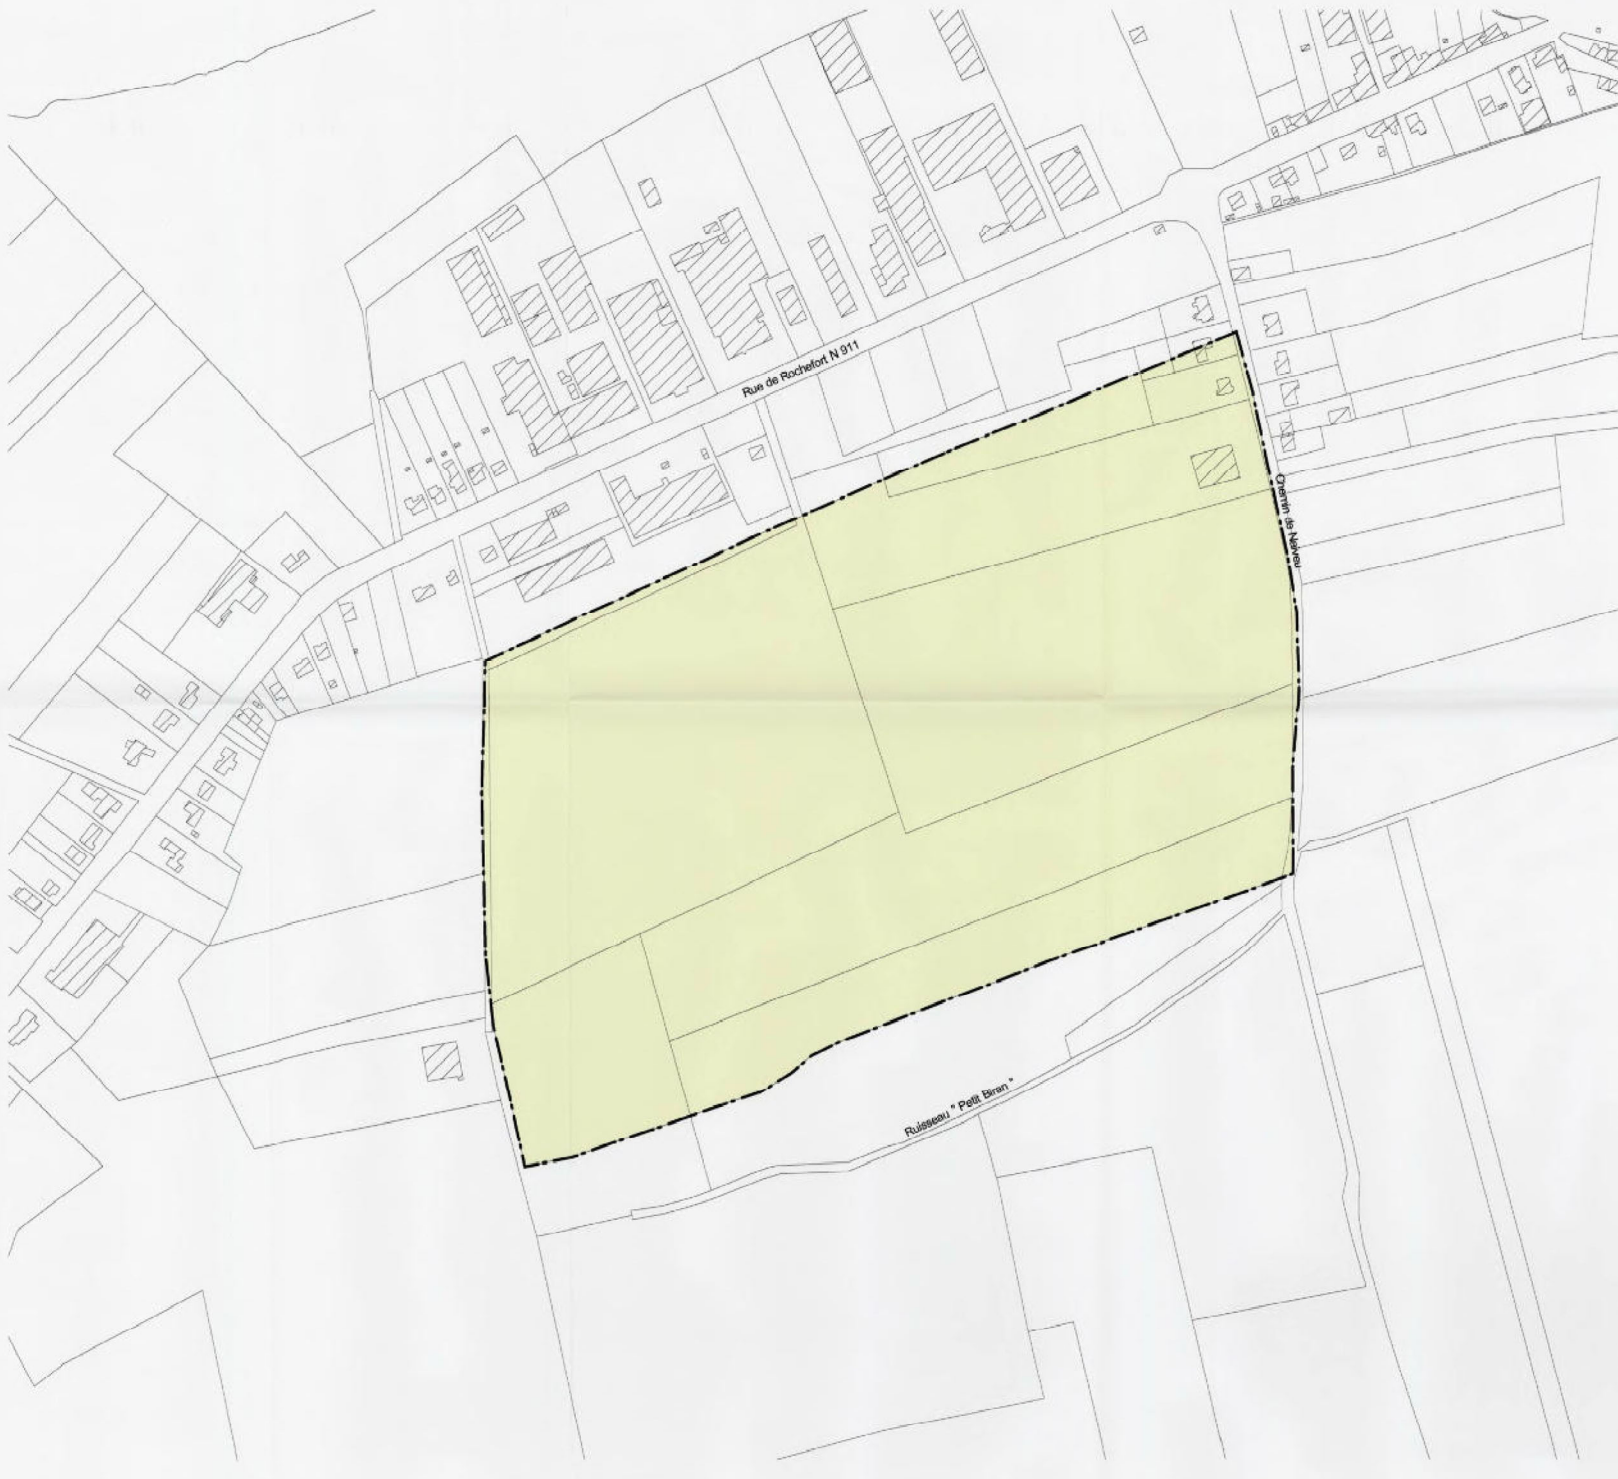 Rue de Rochefort N 911
Chemin de Naiveu
Ruisseau " Petit Biran "